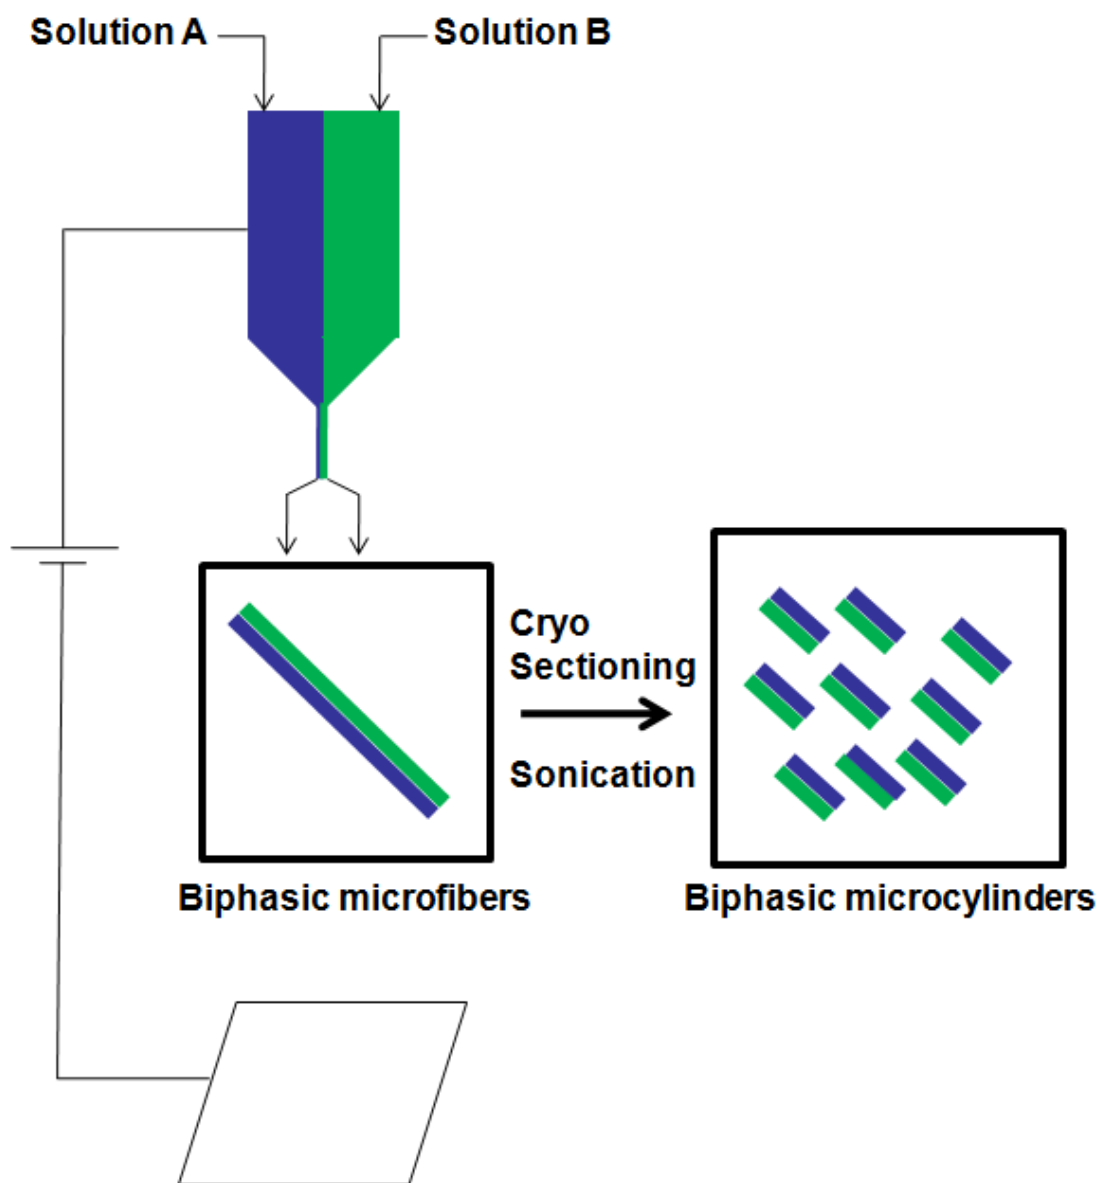 Solution A
Solution B
Cryo
Sectioning
Sonication
Biphasic microfibers
Biphasic microcylinders